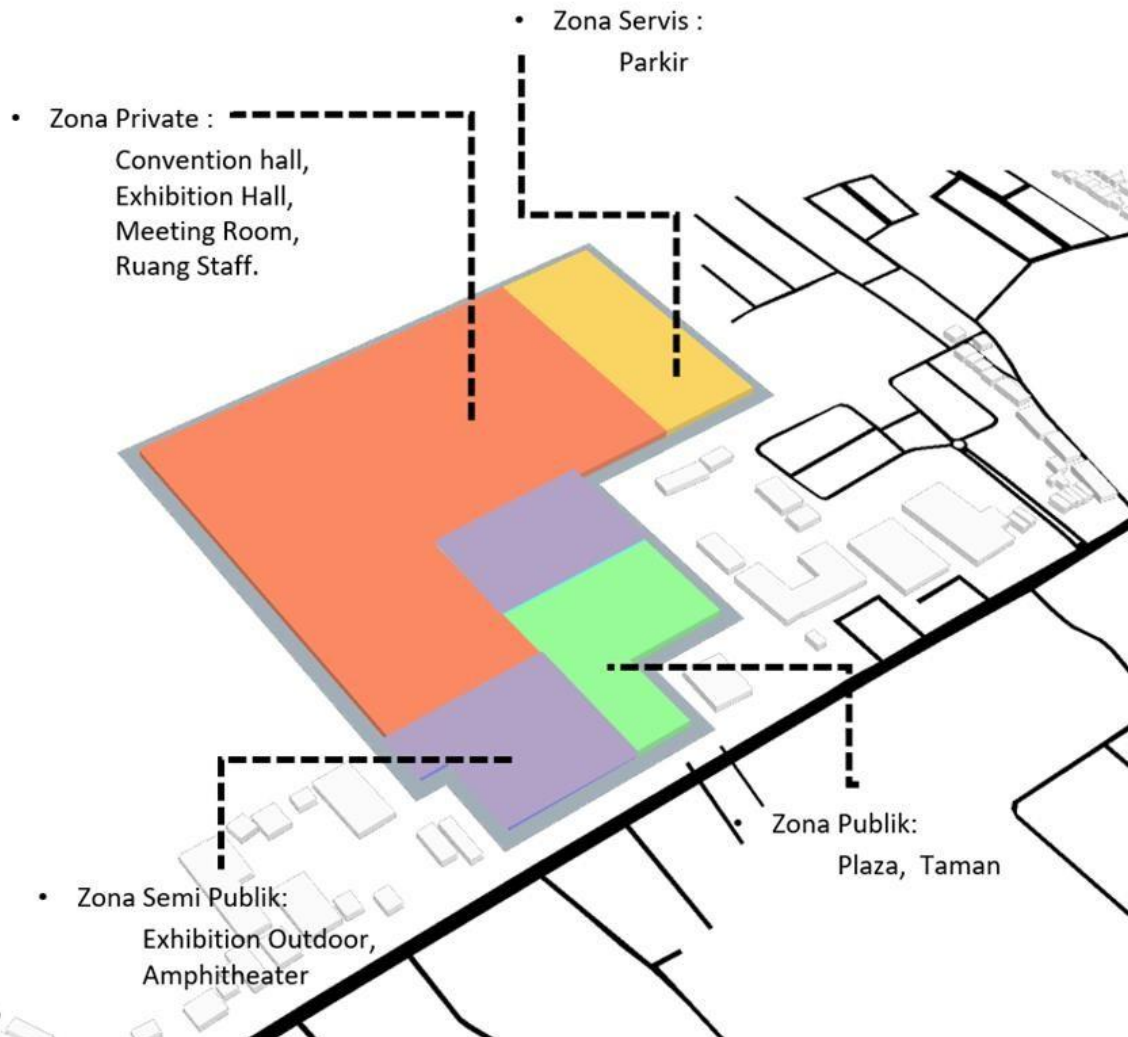 • Zona Servis :
Parkir
• Zona Private :
Convention hall,
Exhibition Hall,
Meeting Room,
Ruang Staff.
• Zona Publik:
Plaza, Taman
• Zona Semi Publik:
Exhibition Outdoor,
Amphitheater